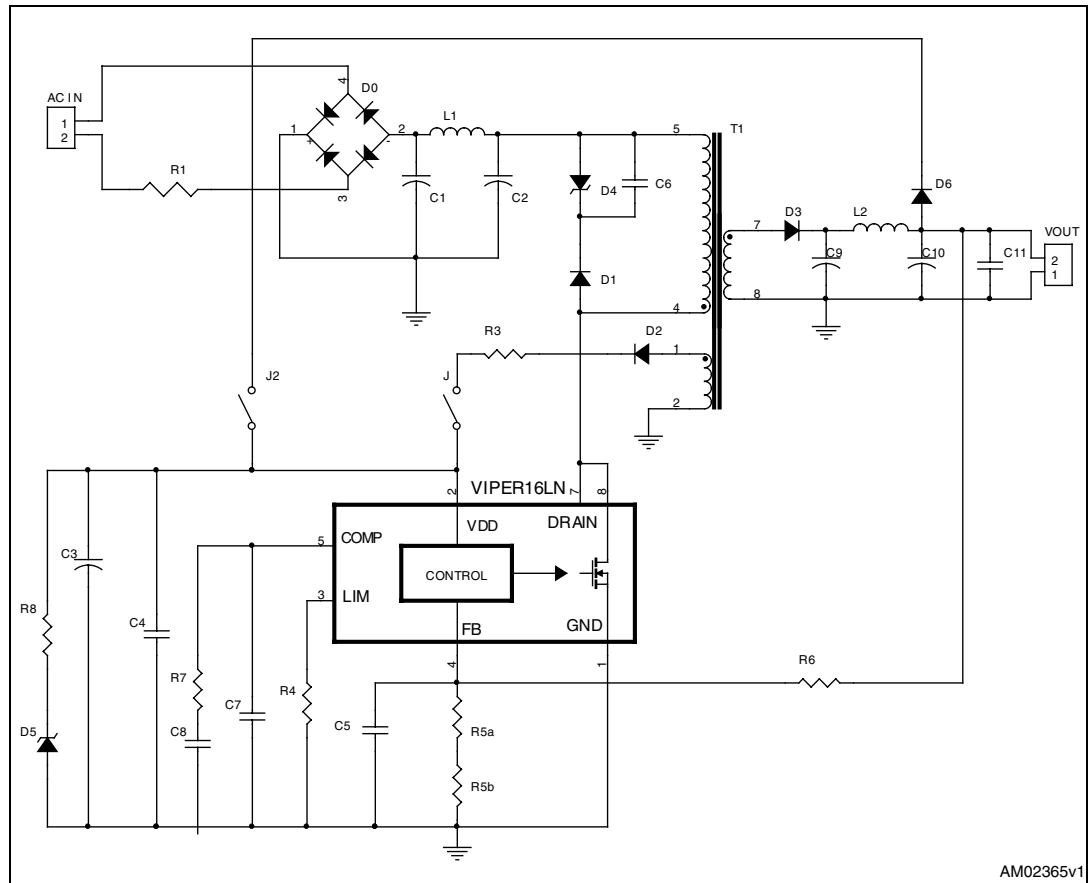 4
D0
AC IN
1
2
1
+
2
-
L1
5
T1
R1
3
C1
C2
D4
C6
D6
7
D3
L2
VOUT
C9
C10
C11
2
1
D1
8
4
R3
D2
1
J2
J
2
2
VIPER16LN
7
8
VDD
DRAIN
5
COMP
C3
CONTROL
3
LIM
R8
C4
FB
GND
4
1
R6
R7
C7
R4
C5
R5a
D5
C8
R5b
AM02365v1